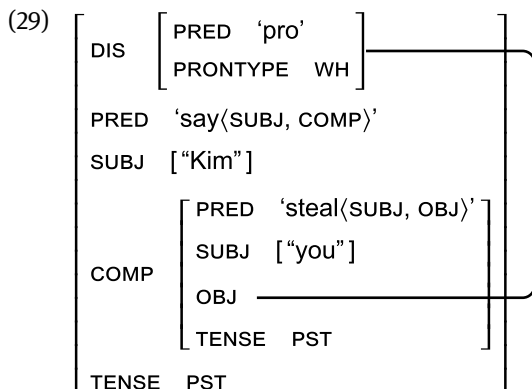 (29)
DIS PRED ‘pro’
PRONTYPE WH
PRED ‘say⟨SUBJ, COMP⟩’
SUBJ [“Kim”]
COMP PRED ‘steal⟨SUBJ, OBJ⟩’
SUBJ [“you”]
OBJ
TENSE PST
TENSE PST